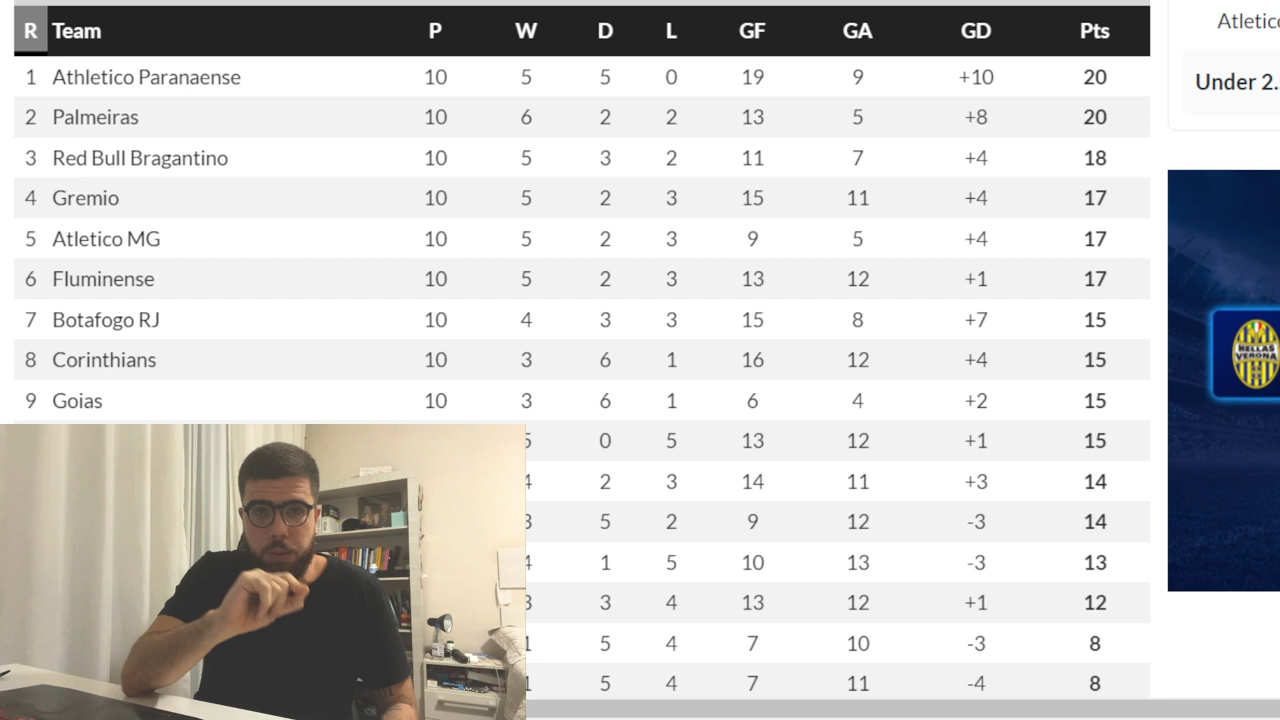 Atletic
R Team P W D L GF GA GD Pts
Under 2.
1 Athletico Paranaense 10 5 5 0 19 9 +10 20
2 Palmeiras 10 6 2 2 13 5 +8 20
3 Red Bull Bragantino 10 5 3 2 11 7 +4 18
4 Gremio 10 5 2 3 15 11 +4 17
5 Atletico MG 10 5 2 3 9 5 +4 17
6 Fluminense 10 5 2 3 13 12 +1 17
7 Botafogo RJ 10 4 3 3 15 8 +7 15
8 Corinthians 10 3 6 1 16 12 +4 15
HELLAS
VERONA
9 Goias 10 3 6 1 6 4 +2 15
5 0 5 13 12 +1 15
4 2 3 14 11 +3 14
3 5 2 9 12 -3 14
4 1 5 10 13 -3 13
3 3 4 13 12 +1 12
1 5 4 7 10 -3 8
1 5 4 7 11 -4 8